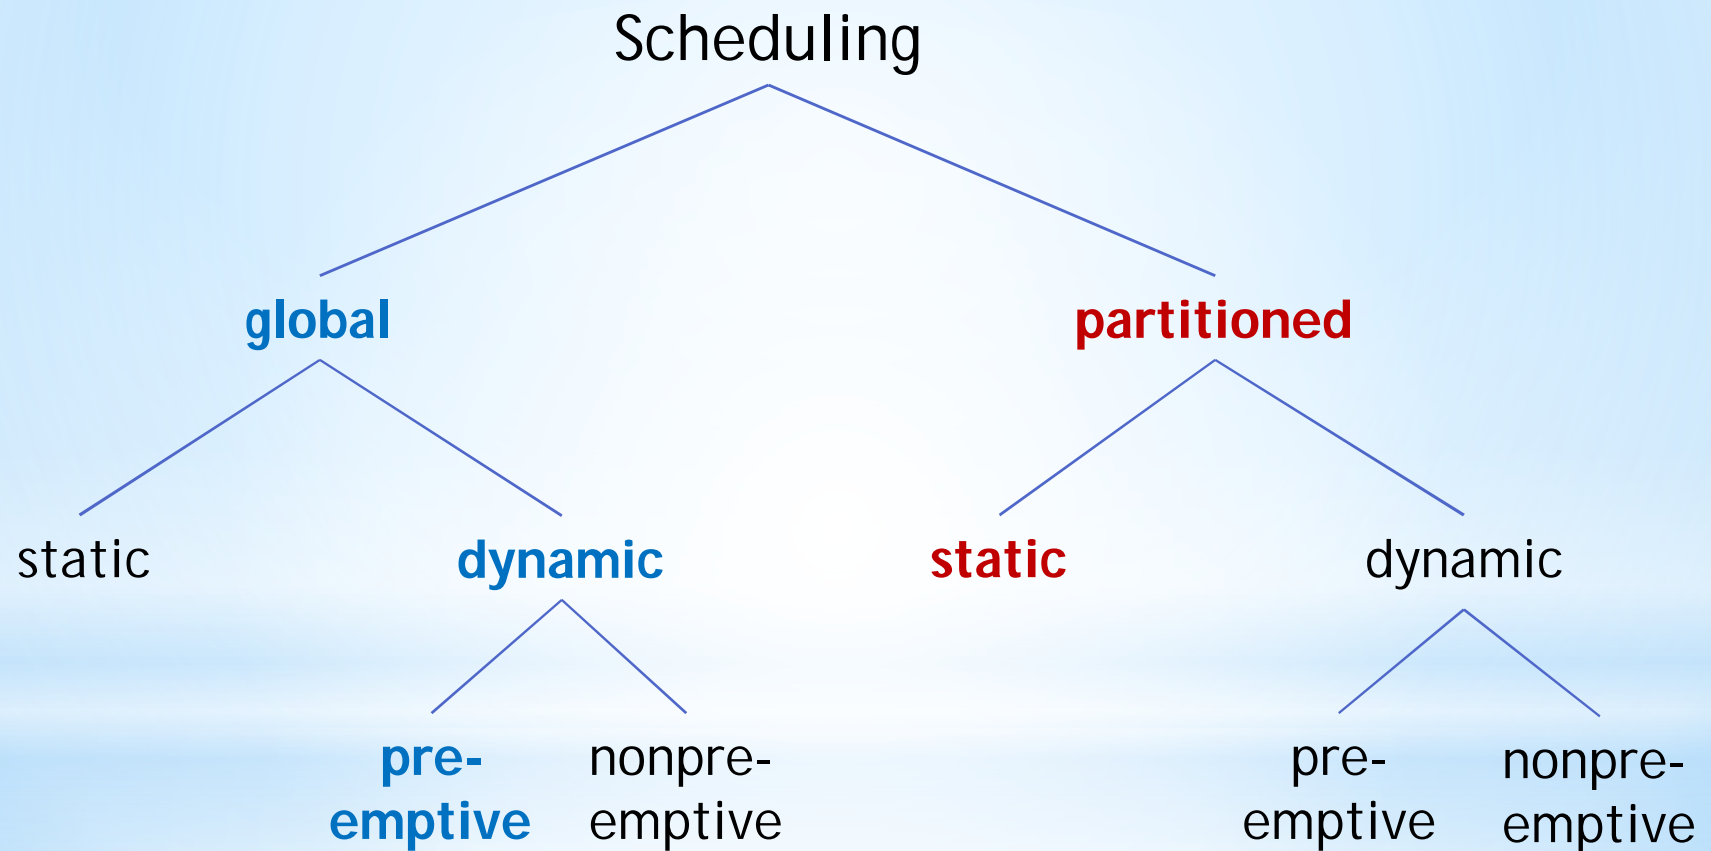 Scheduling
global
partitioned
static
dynamic
static
dynamic
pre-
emptive
nonpre-
emptive
pre-
emptive
nonpre-
emptive